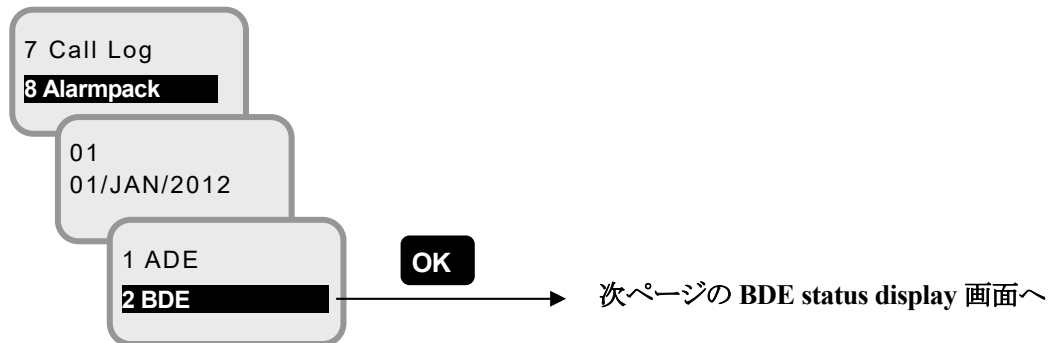 7 Call Log
8 Alarmpack
01
01/JAN/2012
1 ADE
2 BDE
OK
次ページの BDE status display 画面へ